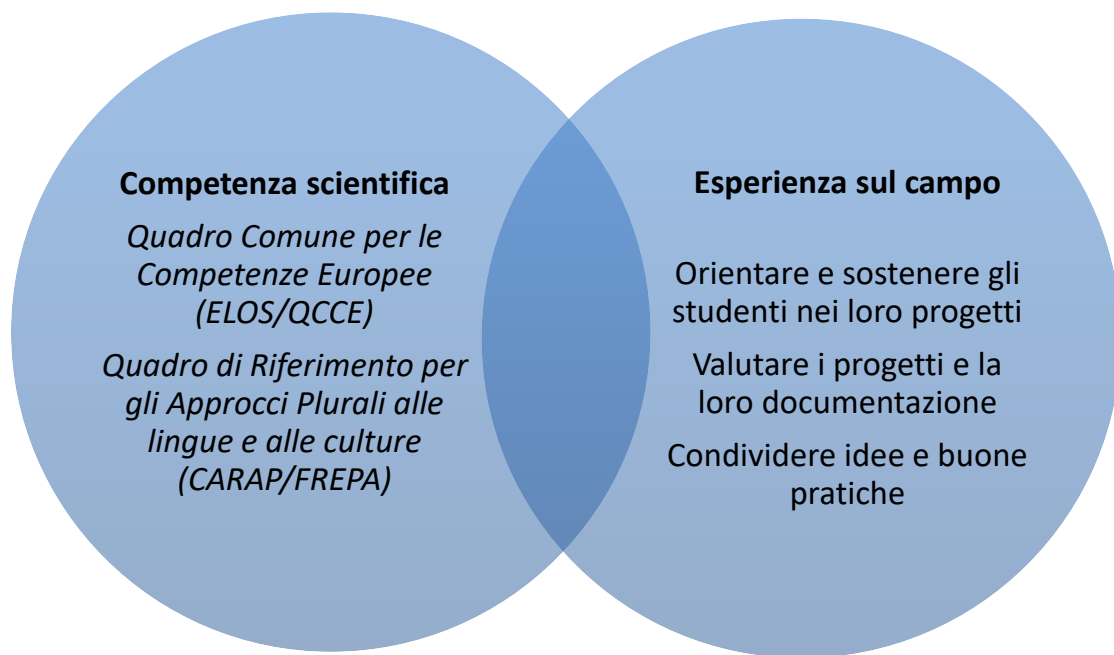 Competenza scientifica
Quadro Comune per le
Competenze Europee
(ELOS/QCCE)
Quadro di Riferimento per
gli Approcci Plurali alle
lingue e alle culture
(CARAP/FREPA)
Esperienza sul campo
Orientare e sostenere gli
studenti nei loro progetti
Valutare i progetti e la
loro documentazione
Condividere idee e buone
pratiche